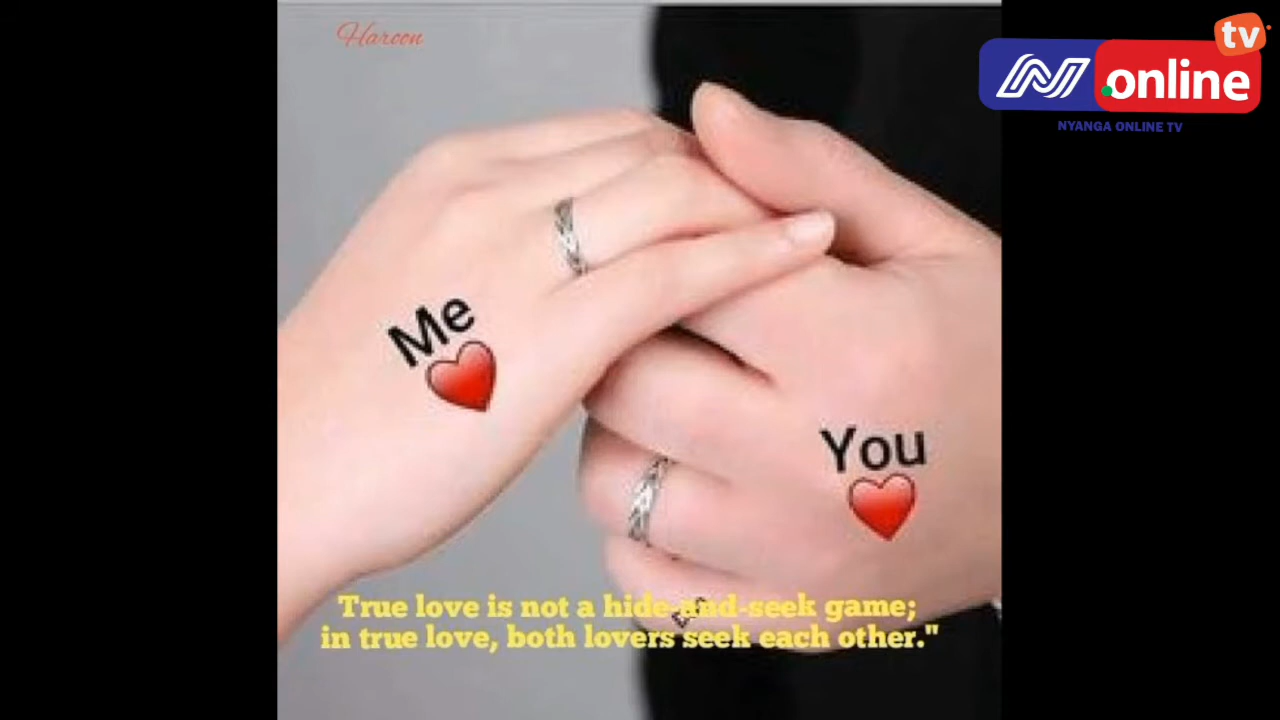 Haroon
tv
N.online
NYANGA ONLINE TV
Me
You
True love is not a hide-and-seek game;
in true love, both lovers seek each other."